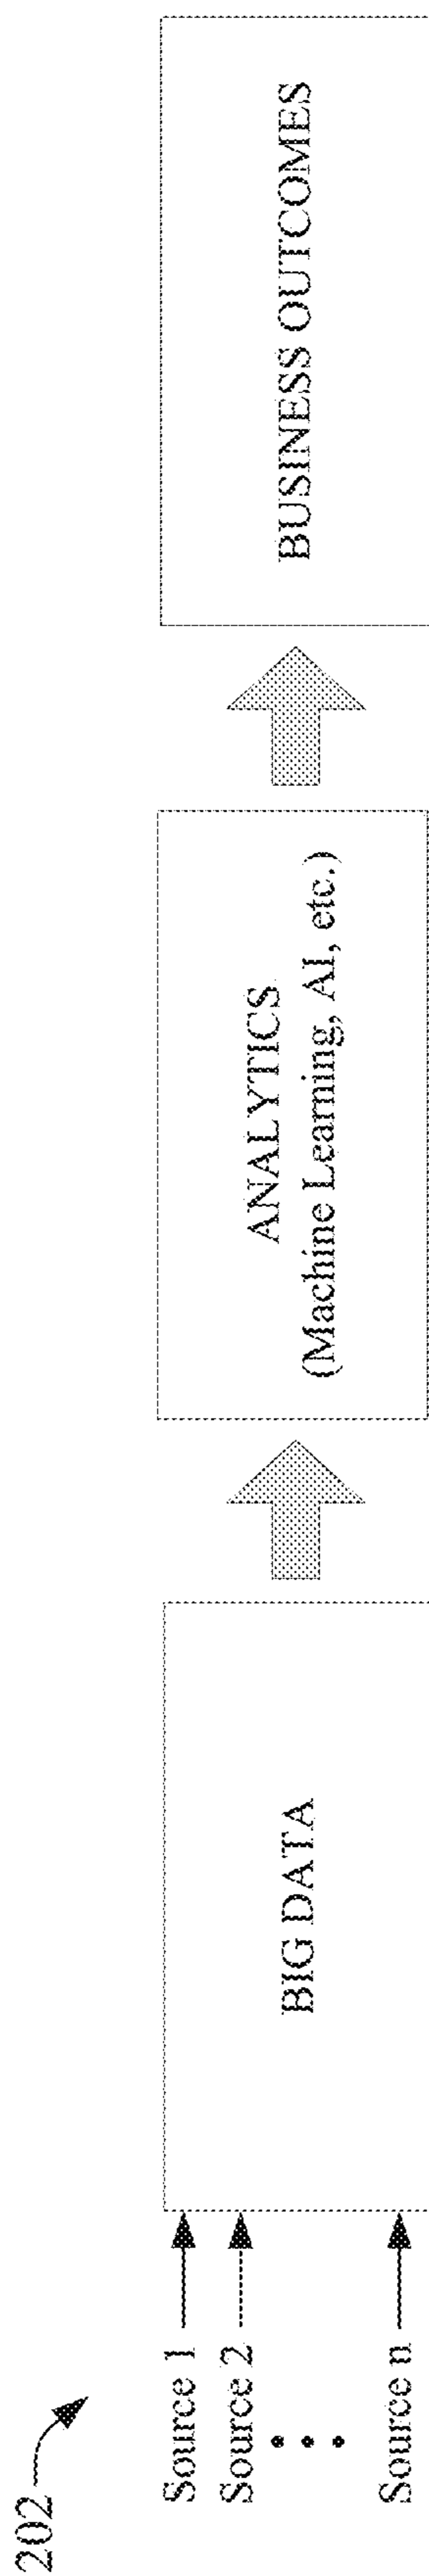 202
Source 1
Source 2
Source n
BIG DATA
ANALYTICS
(Machine Learning, AI, etc.)
BUSINESS OUTCOMES